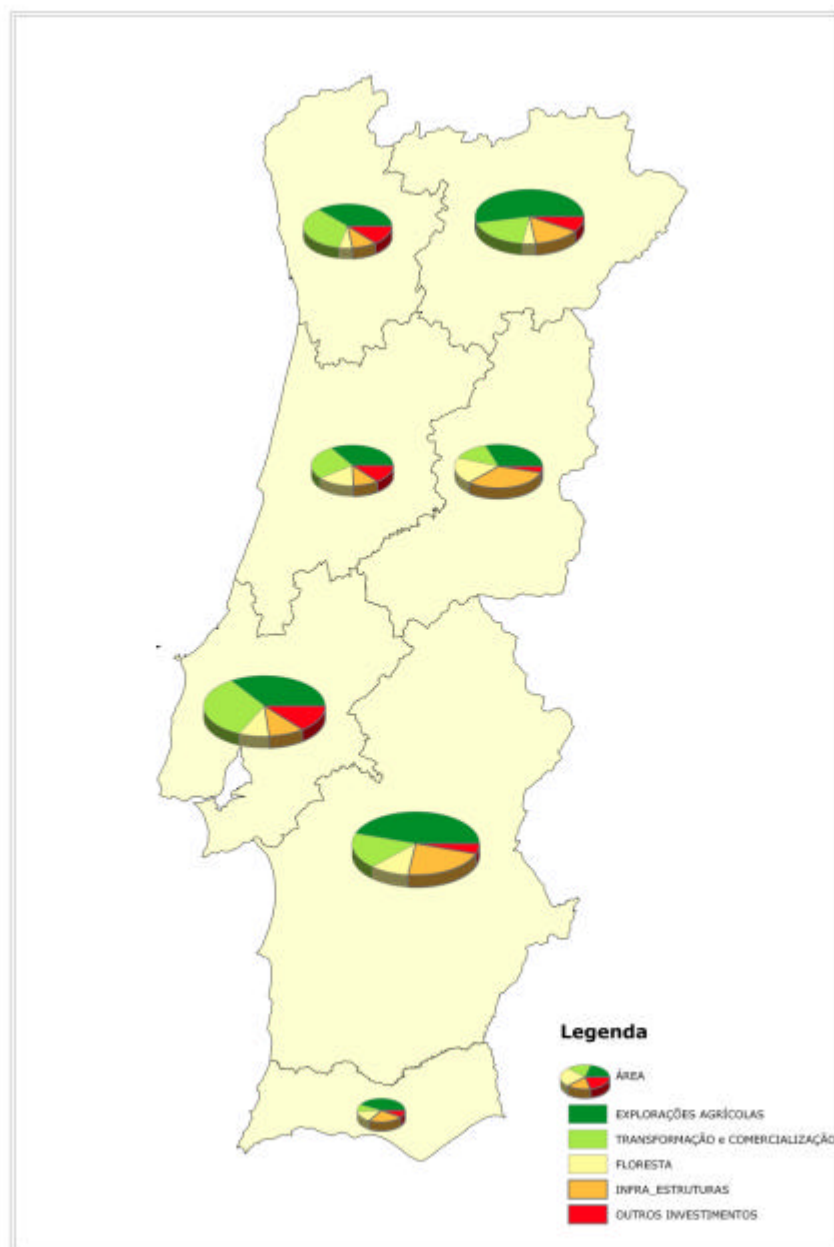 Legenda
ÁREA
EXPLORAÇÕES AGRÍCOLAS
TRANSFORMAÇÃO e COMERCIALIZAÇÃO
FLORESTA
INFRA_ESTRUTURAS
OUTROS INVESTIMENTOS